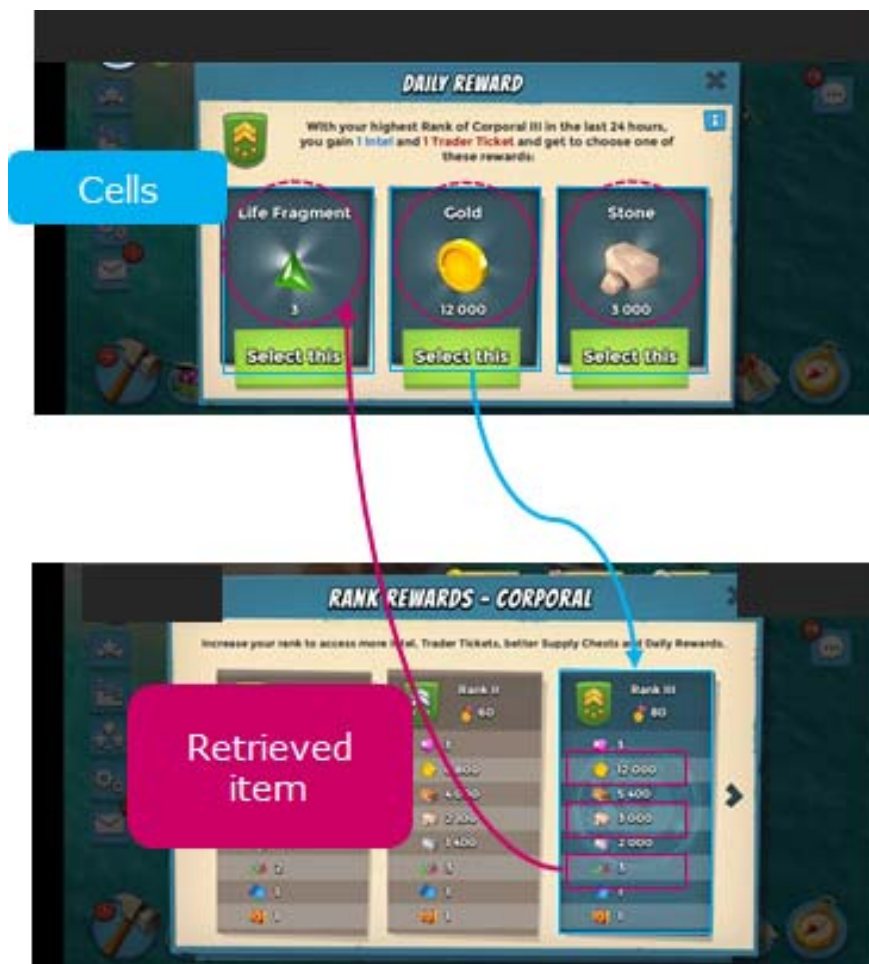 DAILY REWARD
With your highest Rank of Corporal III in the last 24 hours,
you gain 1 Intel and 1 Trader Ticket and get to choose one of
these rewards:
Cells
Life Fragment
Gold
Stone
3
12 000
3 000
Select this
Select this
Select this
RANK REWARDS - CORPORAL
Increase your rank to access more Intel, Trader Tickets, better Supply Chests and Daily Rewards.
Rank II
Rank III
60
80
Retrieved
item
12 000
5 400
3 000
2 000
3
2